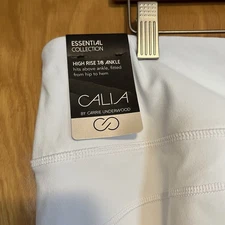 ESSENTIAL
COLLECTION
HIGH RISE 7/8 ANKLE
hits above ankle, fitted
from hip to hem
CALIA
BY CARRIE UNDERWOOD